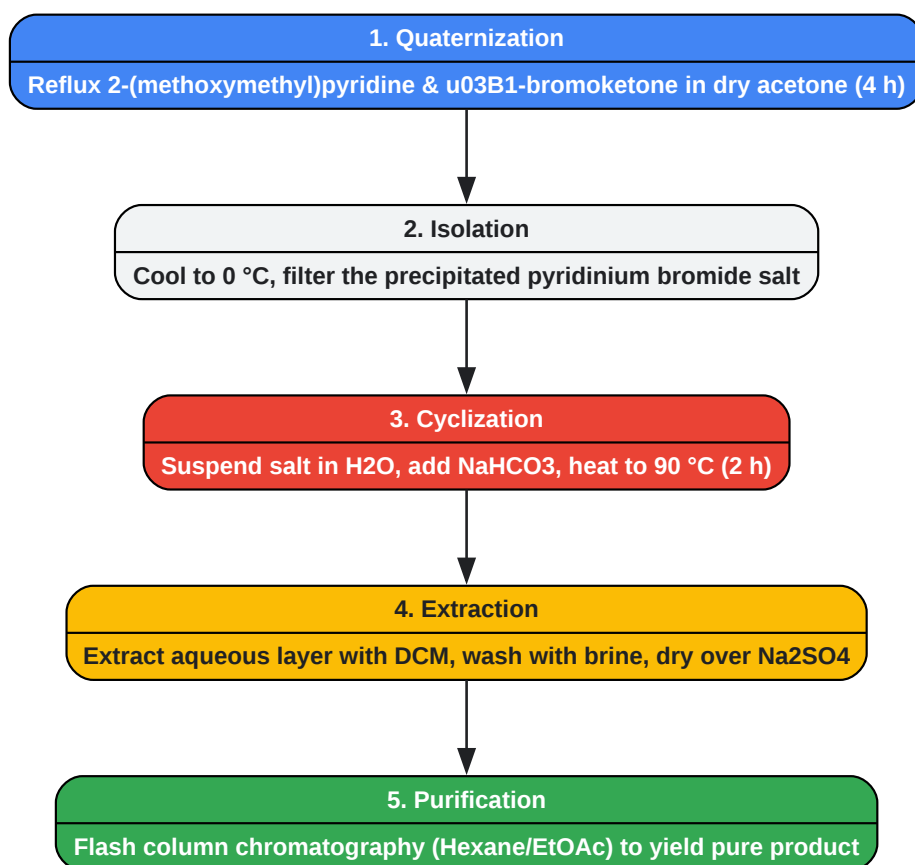 1. Quaternization
Reflux 2-(methoxymethyl)pyridine & u03B1-bromoketone in dry acetone (4 h)
2. Isolation
Cool to 0 °C, filter the precipitated pyridinium bromide salt
3. Cyclization
Suspend salt in H2O, add NaHCO3, heat to 90 °C (2 h)
4. Extraction
Extract aqueous layer with DCM, wash with brine, dry over Na2SO4
5. Purification
Flash column chromatography (Hexane/EtOAc) to yield pure product